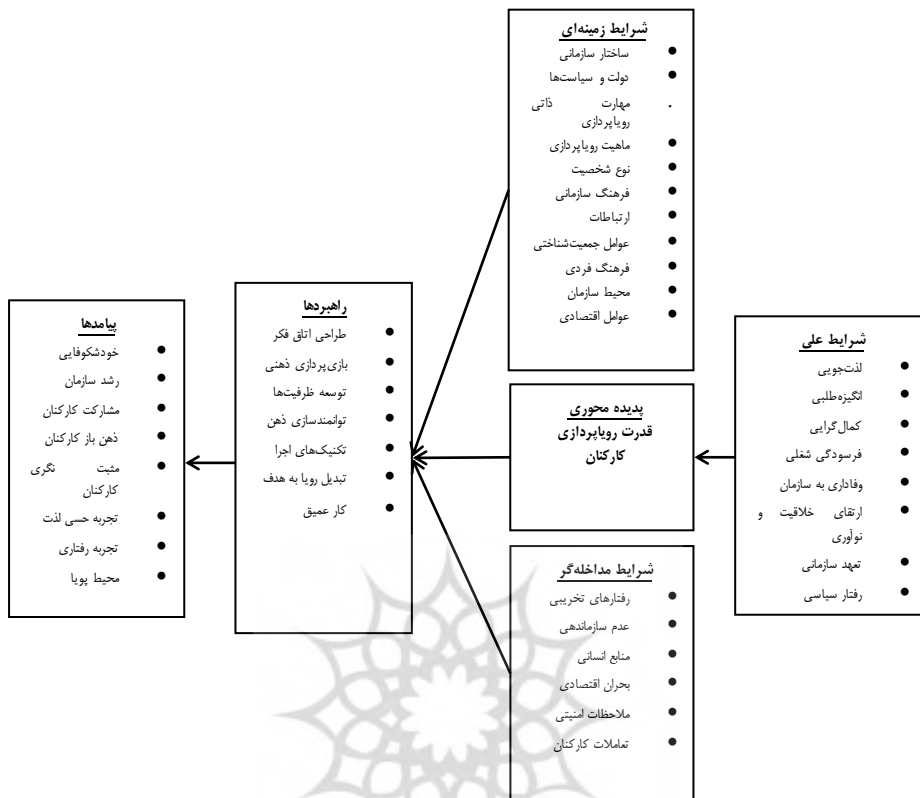 شرایط زمینه‌ای
● ساختار سازمانی
● دولت و سیاست‌ها
. مهارت ذاتی
رویاپردازی
● ماهیت رویاپردازی
● نوع شخصیت
● فرهنگ سازمانی
● ارتباطات
● عوامل جمعیت‌شناختی
● فرهنگ فردی
● محیط سازمان
● عوامل اقتصادی
شرایط علی
● لذت‌جویی
● انگیزه‌طلبی
● کمال‌گرایی
● فرسودگی شغلی
● وفاداری به سازمان
● ارتقای خلاقیت و
نوآوری
● تعهد سازمانی
● رفتار سیاسی
پدیده محوری
قدرت رویاپردازی
کارکنان
شرایط مداخله‌گر
● رفتارهای تخریبی
● عدم سازماندهی
● منابع انسانی
● بحران اقتصادی
● ملاحظات امنیتی
● تعاملات کارکنان
راهبردها
● طراحی اتاق فکر
● بازی‌پردازی ذهنی
● توسعه ظرفیت‌ها
● توانمندسازی ذهن
● تکنیک‌های اجرا
● تبدیل رویا به هدف
● کار عمیق
پیامدها
● خودشکوفایی
● رشد سازمان
● مشارکت کارکنان
● ذهن باز کارکنان
● مثبت نگری
کارکنان
● تجربه حسی لذت
● تجربه رفتاری
● محیط پویا